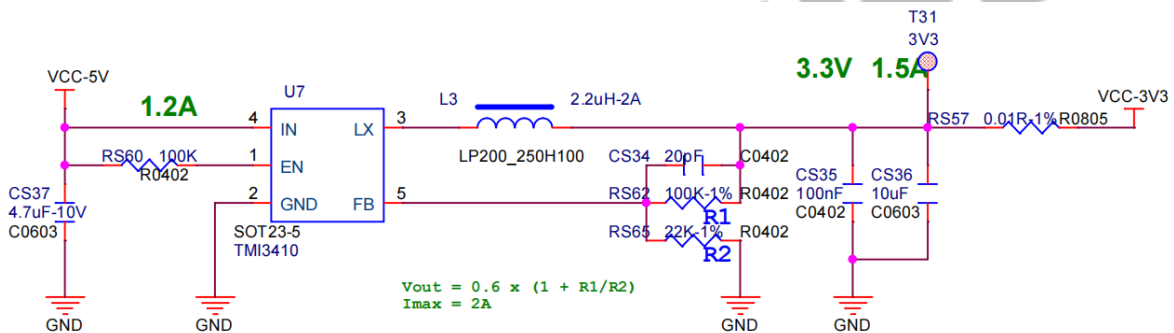 T31
3V3
VCC-5V
1.2A
U7
L3
2.2uH-2A
3.3V 1.5A
VCC-3V3
4 IN LX 3
RS57 0.01R-1% R0805
RS60 100K
R0402
1 EN
LP200_250H100
CS34 20pF C0402
CS37
4.7uF-10V
C0603
2 GND FB 5
RS62 100K-1% R0402
R1
CS35
100nF
C0402
CS36
10uF
C0603
SOT23-5
TMI3410
RS65 22K-1% R0402
R2
Vout = 0.6 x (1 + R1/R2)
Imax = 2A
GND GND GND GND